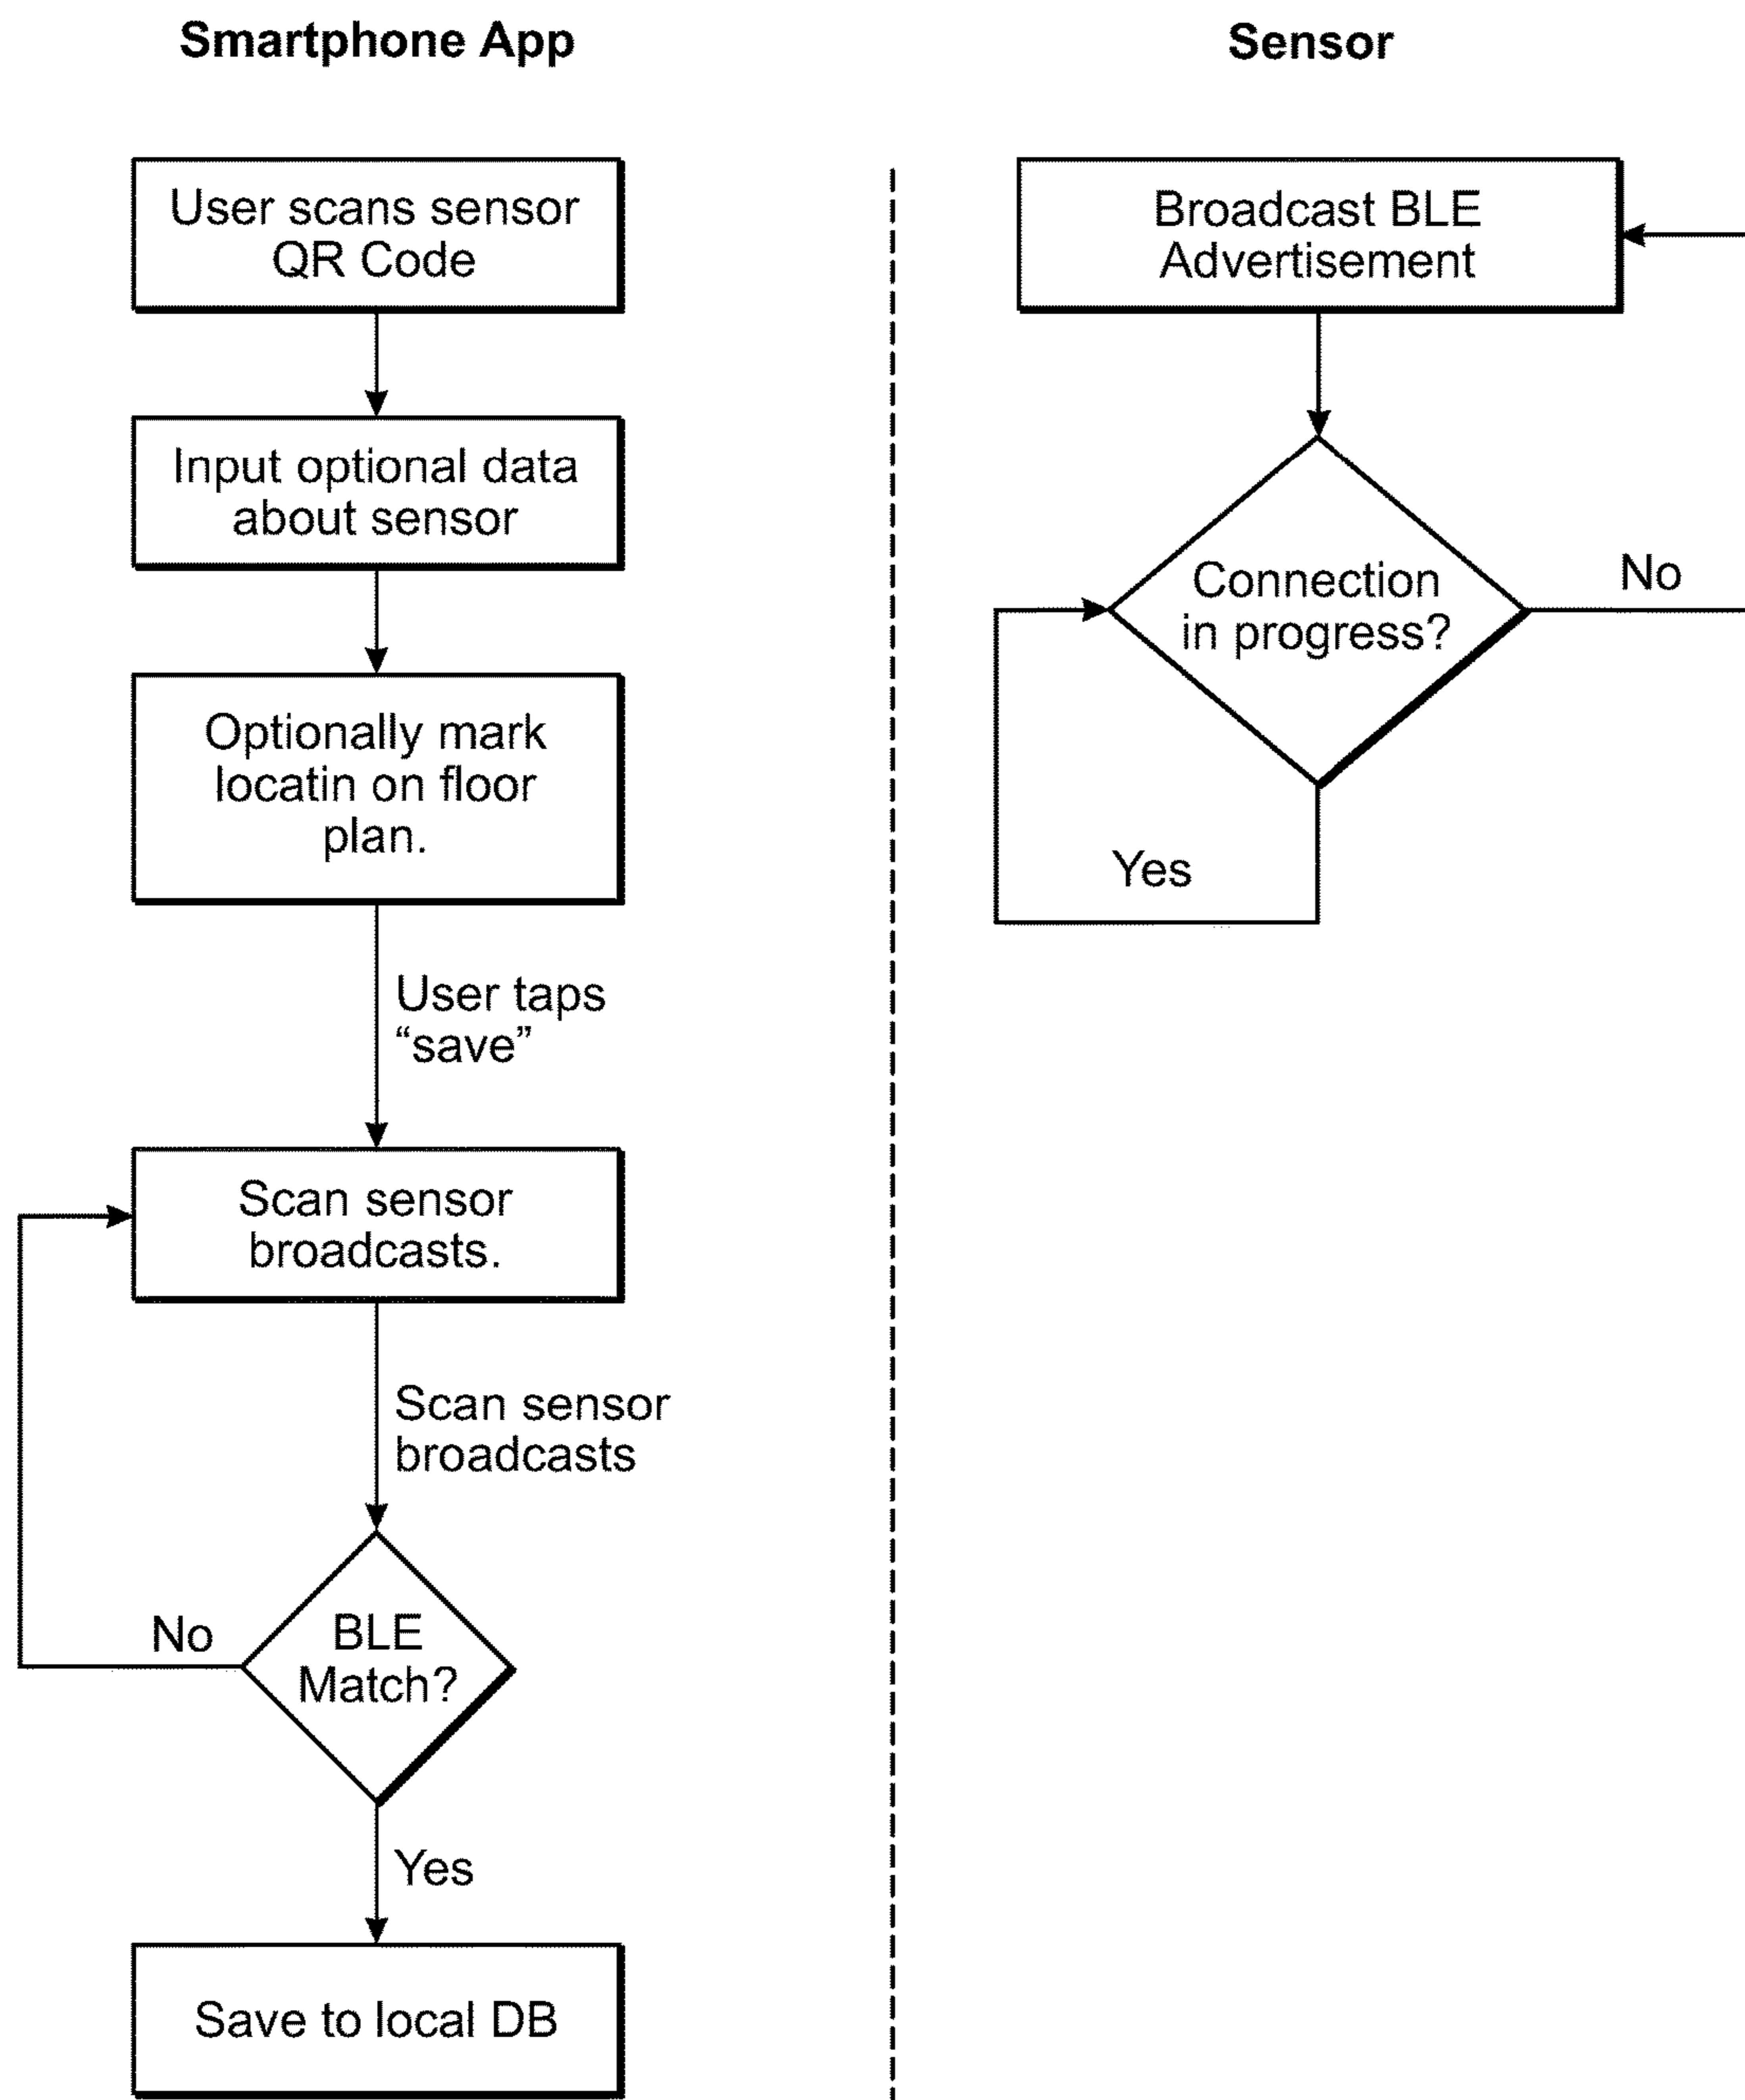 Smartphone App
User scans sensor
QR Code
Input optional data
about sensor
Optionally mark
locatin on floor
plan.
User taps
“save”
Scan sensor
broadcasts.
Scan sensor
broadcasts
BLE
Match?
No
Yes
Save to local DB
Sensor
Broadcast BLE
Advertisement
Connection
in progress?
No
Yes